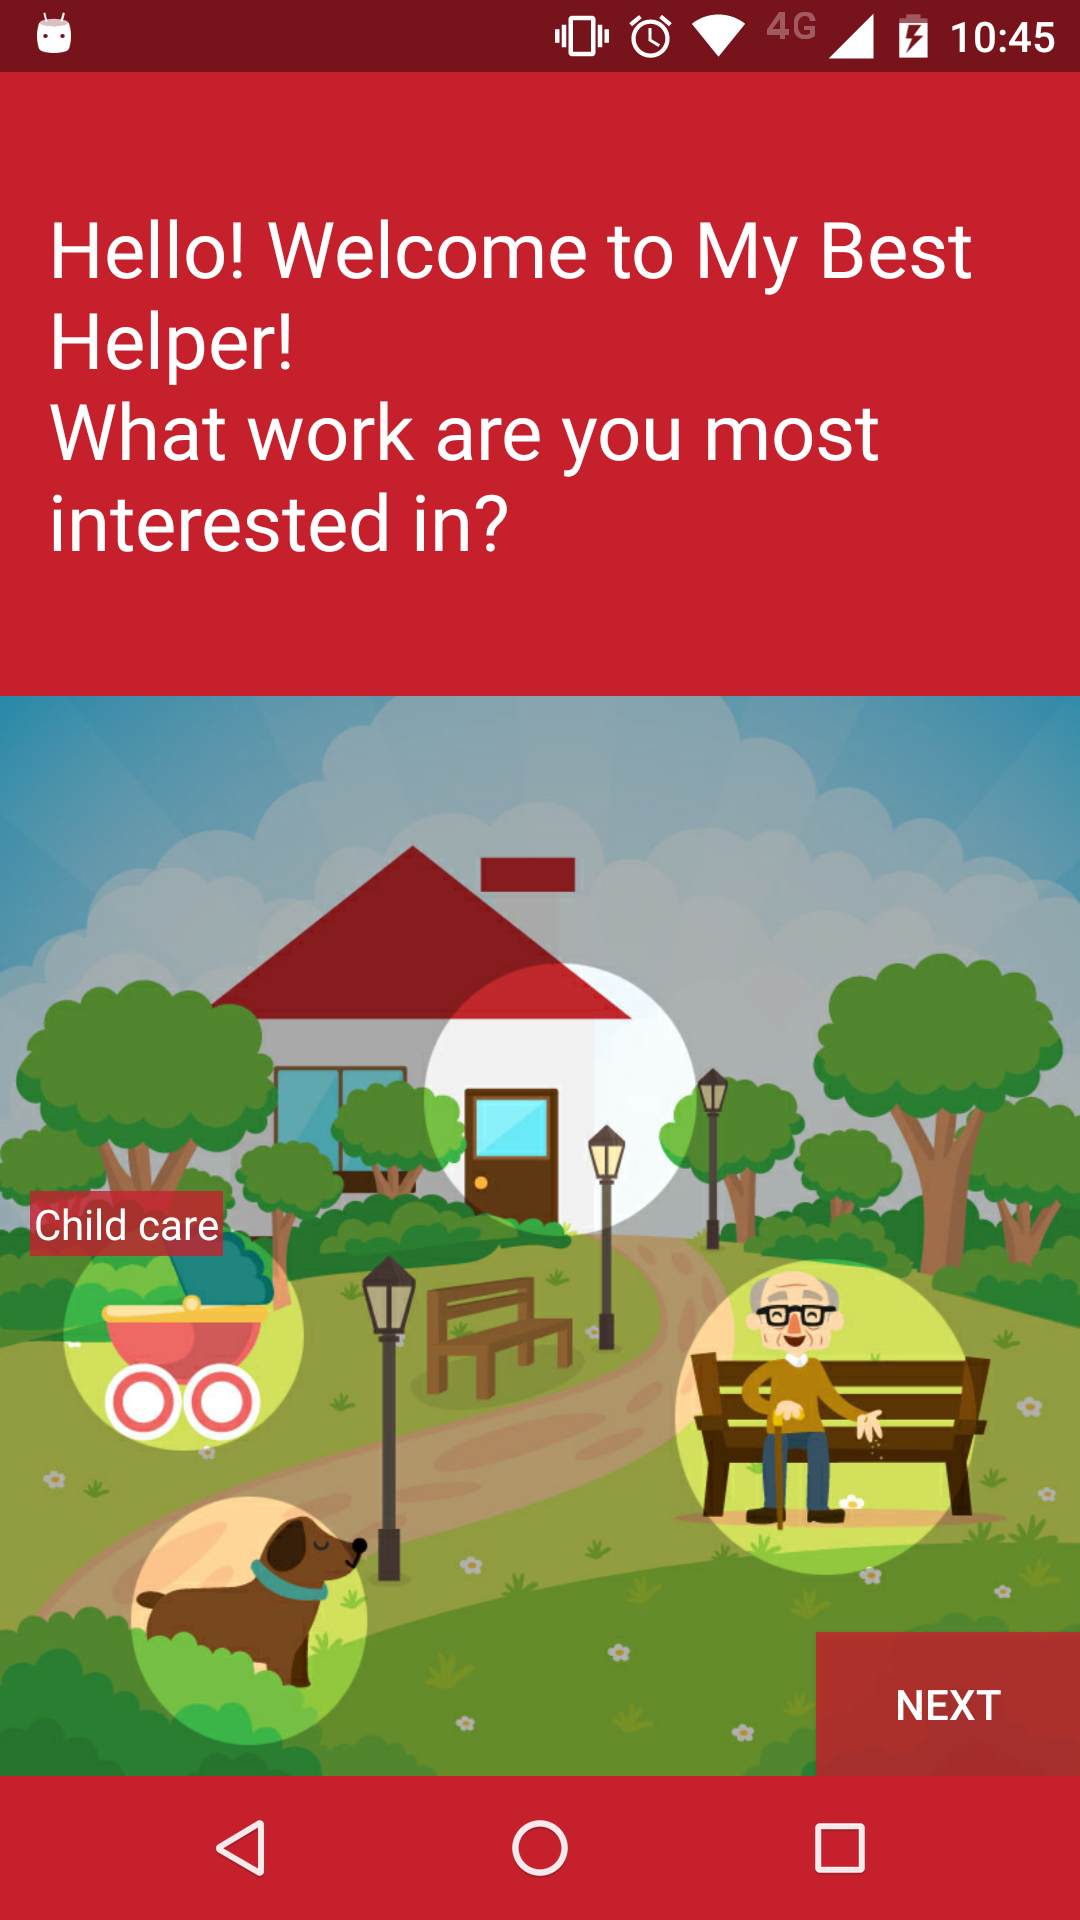 4G 10:45
Hello! Welcome to My Best
Helper!
What work are you most
interested in?
Child care
NEXT